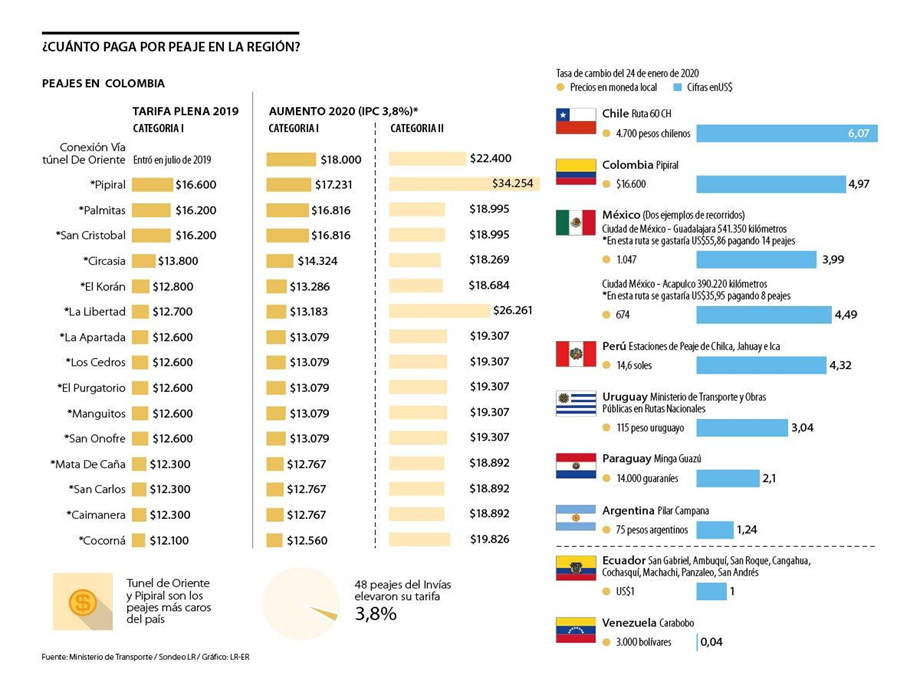 ¿CUÁNTO PAGA POR PEAJE EN LA REGIÓN?
PEAJES EN COLOMBIA
TARIFA PLENA 2019
CATEGORIA I
AUMENTO 2020 (IPC 3,8%)*
CATEGORIA I
CATEGORIA II
Conexión Vía
túnel De Oriente Entró en julio de 2019 $18.000 $22.400
*Pipiral $16.600 $17.231 $34.254
*Palmitas $16.200 $16.816 $18.995
*San Cristobal $16.200 $16.816 $18.995
*Circasía $13.800 $14.324 $18.269
*El Korán $12.800 $13.286 $18.684
*La Libertad $12.700 $13.183 $26.261
*La Apartada $12.600 $13.079 $19.307
*Los Cedros $12.600 $13.079 $19.307
*El Purgatorio $12.600 $13.079 $19.307
*Manguitos $12.600 $13.079 $19.307
*San Onofre $12.600 $13.079 $19.307
*Mata De Caña $12.300 $12.767 $18.892
*San Carlos $12.300 $12.767 $18.892
*Caimanera $12.300 $12.767 $18.892
*Cocorná $12.100 $12.560 $19.826
$
Tunel de Oriente
y Pipiral son los
peajes más caros
del país
48 peajes del Invías
elevaron su tarifa
3,8%
Fuente: Ministerio de Transporte / Sondeo LR / Gráfico: LR-ER
Tasa de cambio del 24 de enero de 2020
Precios en moneda local Cifras enUS$
Chile Ruta 60 CH
4.700 pesos chilenos 6,07
Colombia Pipiral
$16.600 4,97
México (Dos ejemplos de recorridos)
Ciudad de México - Guadalajara 541.350 kilómetros
*En esta ruta se gastaría US$55,86 pagando 14 peajes
1.047 3,99
Ciudad México - Acapulco 390.220 kilómetros
*En esta ruta se gastaría US$35,95 pagando 8 peajes
674 4,49
Perú Estaciones de Peaje de Chilca, Jahuay e Ica
14,6 soles 4,32
Uruguay Ministerio de Transporte y Obras
Públicas en Rutas Nacionales
115 peso uruguayo 3,04
Paraguay Minga Guazú
14.000 guaraníes 2,1
Argentina Pilar Campana
75 pesos argentinos 1,24
Ecuador San Gabriel, Ambuquí, San Roque, Cangahua,
Cochasquí, Machachi, Panzaleo, San Andrés
US$1 1
Venezuela Carabobo
3.000 bolívares 0,04